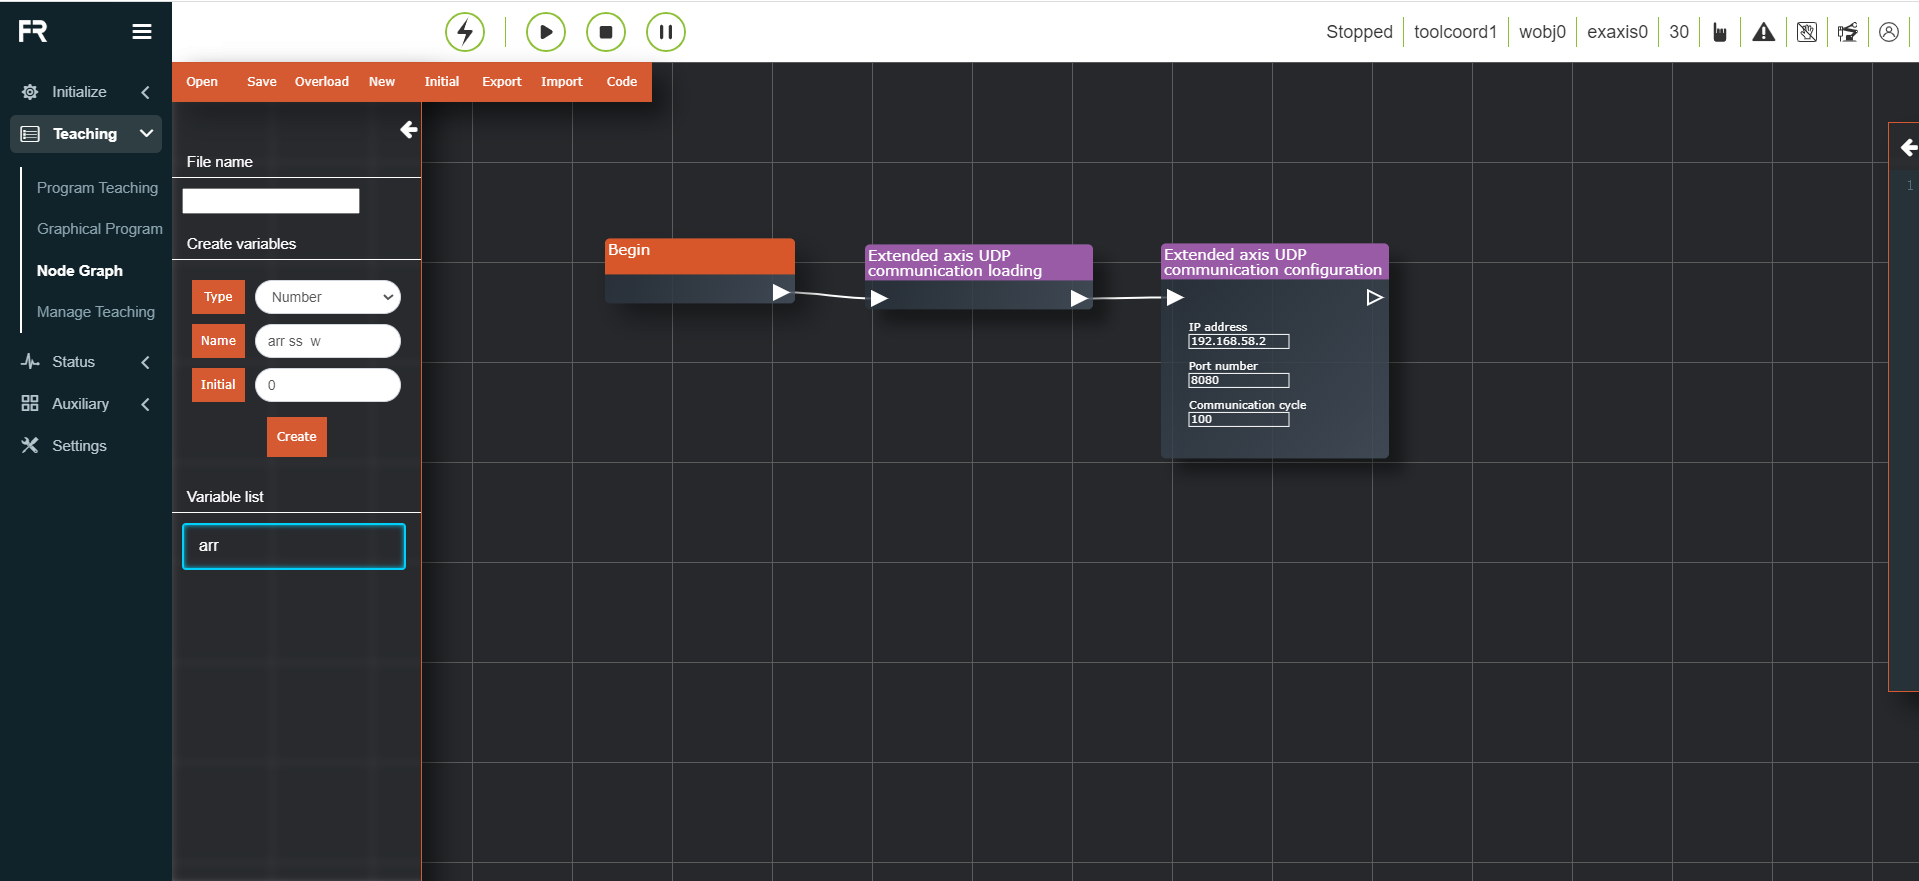 FR
Stopped
toolcoord1
wobj0
exaxis0
30
Initialize
Teaching
Program Teaching
Graphical Program
Node Graph
Manage Teaching
Status
Auxiliary
Settings
Open
Save
Overload
New
Initial
Export
Import
Code
File name
Create variables
Type
Number
Name
arr ss  w
Initial
0
Create
Variable list
arr
Begin
Extended axis UDP
communication loading
Extended axis UDP
communication configuration
IP address
192.168.58.2
Port number
8080
Communication cycle
100
1